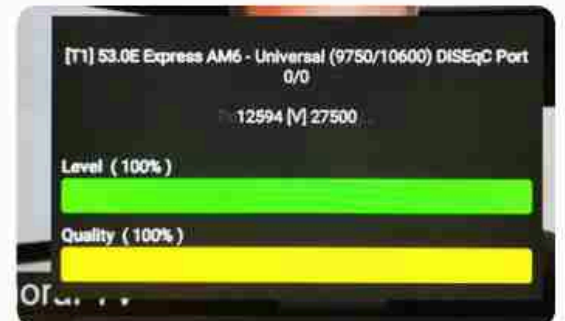 [T1] 53.0E Express AM6 - Universal (9750/10600) DISEqC Port
0/0
12594 [V] 27500
Level ( 100% )
Quality ( 100% )